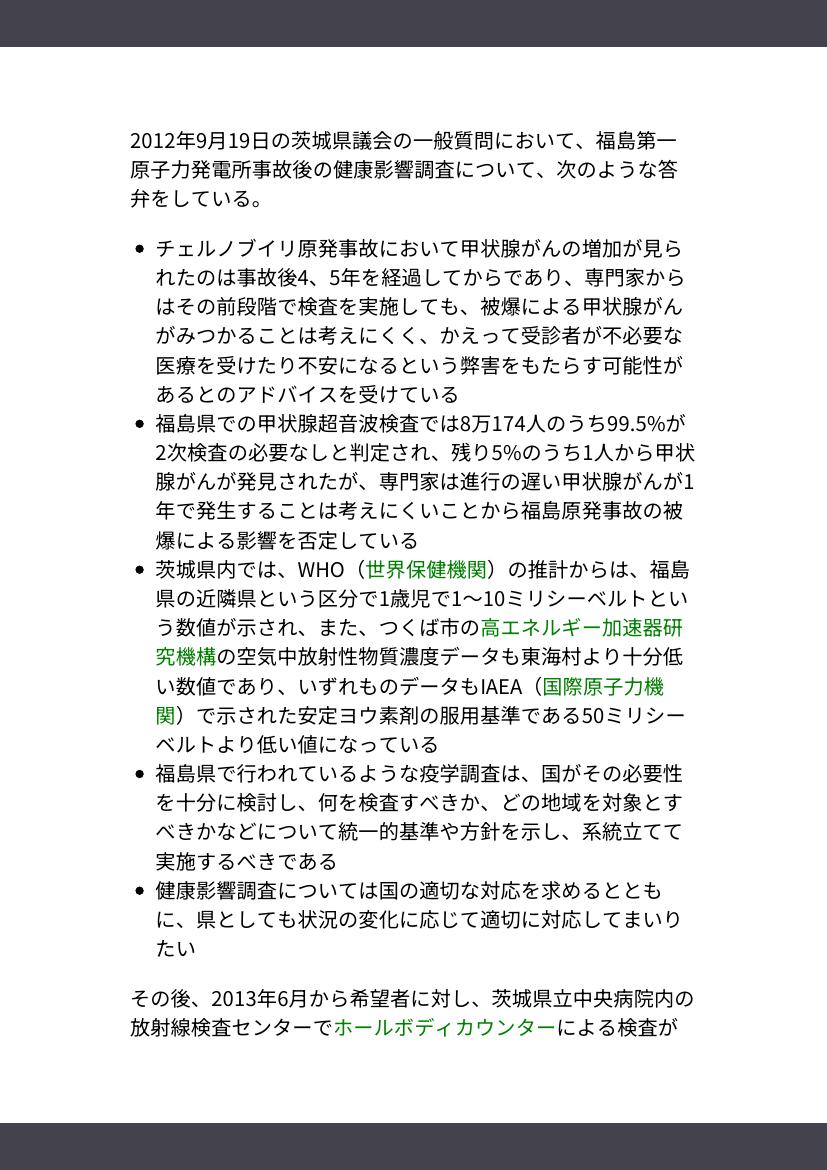 2012年9月19日の茨城県議会の一般質問において、福島第一
原子力発電所事故後の健康影響調査について、次のような答
弁をしている。
• チェルノブイリ原発事故において甲状腺がんの増加が見ら
れたのは事故後4、5年を経過してからであり、専門家から
はその前段階で検査を実施しても、被爆による甲状腺がん
がみつかることは考えにくく、かえって受診者が不必要な
医療を受けたり不安になるという弊害をもたらす可能性が
あるとのアドバイスを受けている
• 福島県での甲状腺超音波検査では8万174人のうち99.5%が
2次検査の必要なしと判定され、残り5%のうち1人から甲状
腺がんが発見されたが、専門家は進行の遅い甲状腺がんが1
年で発生することは考えにくいことから福島原発事故の被
爆による影響を否定している
• 茨城県内では、WHO（世界保健機関）の推計からは、福島
県の近隣県という区分で1歳児で1〜10ミリシーベルトとい
う数値が示され、また、つくば市の高エネルギー加速器研
究機構の空気中放射性物質濃度データも東海村より十分低
い数値であり、いずれものデータもIAEA（国際原子力機
関）で示された安定ヨウ素剤の服用基準である50ミリシー
ベルトより低い値になっている
• 福島県で行われているような疫学調査は、国がその必要性
を十分に検討し、何を検査すべきか、どの地域を対象とす
べきかなどについて統一的基準や方針を示し、系統立てて
実施するべきである
• 健康影響調査については国の適切な対応を求めるととも
に、県としても状況の変化に応じて適切に対応してまいり
たい
その後、2013年6月から希望者に対し、茨城県立中央病院内の
放射線検査センターでホールボディカウンターによる検査が